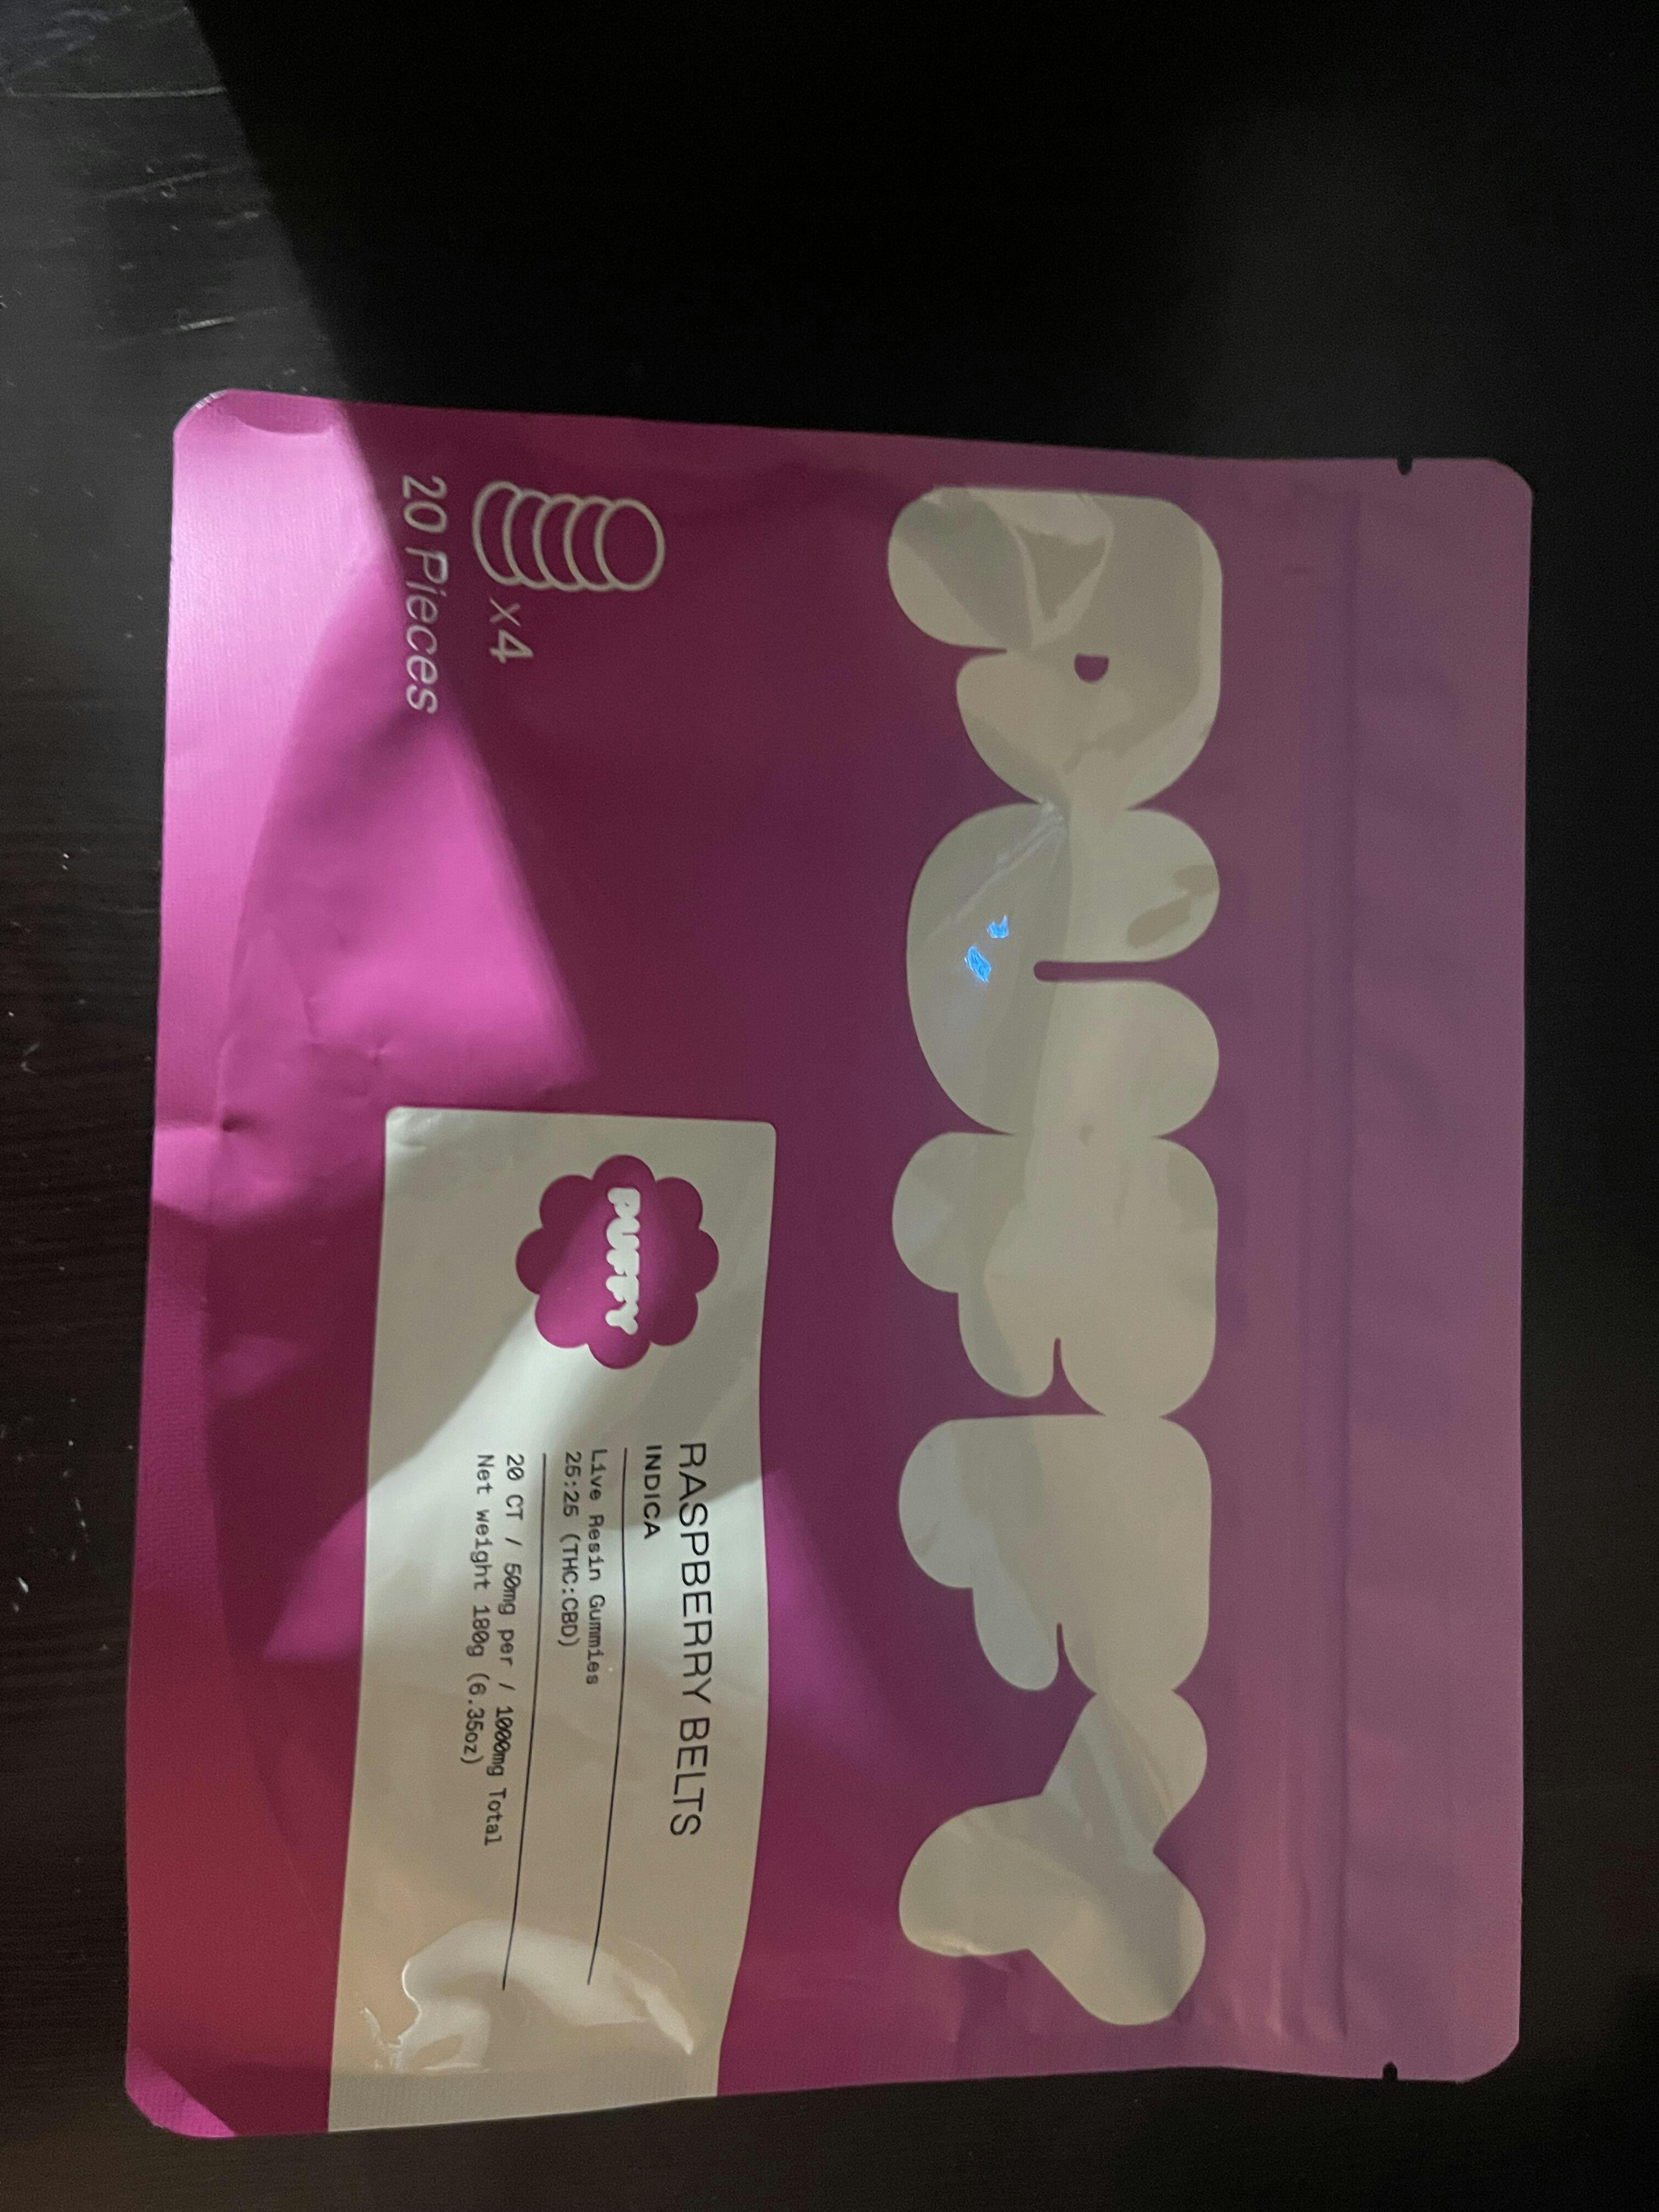 PUFFY
x4
20 Pieces
PUFFY
RASPBERRY BELTS
INDICA
Live Resin Gummies
25:25 (THC:CBD)
20 CT / 50mg per / 1000mg Total
Net weight 180g (6.35oz)